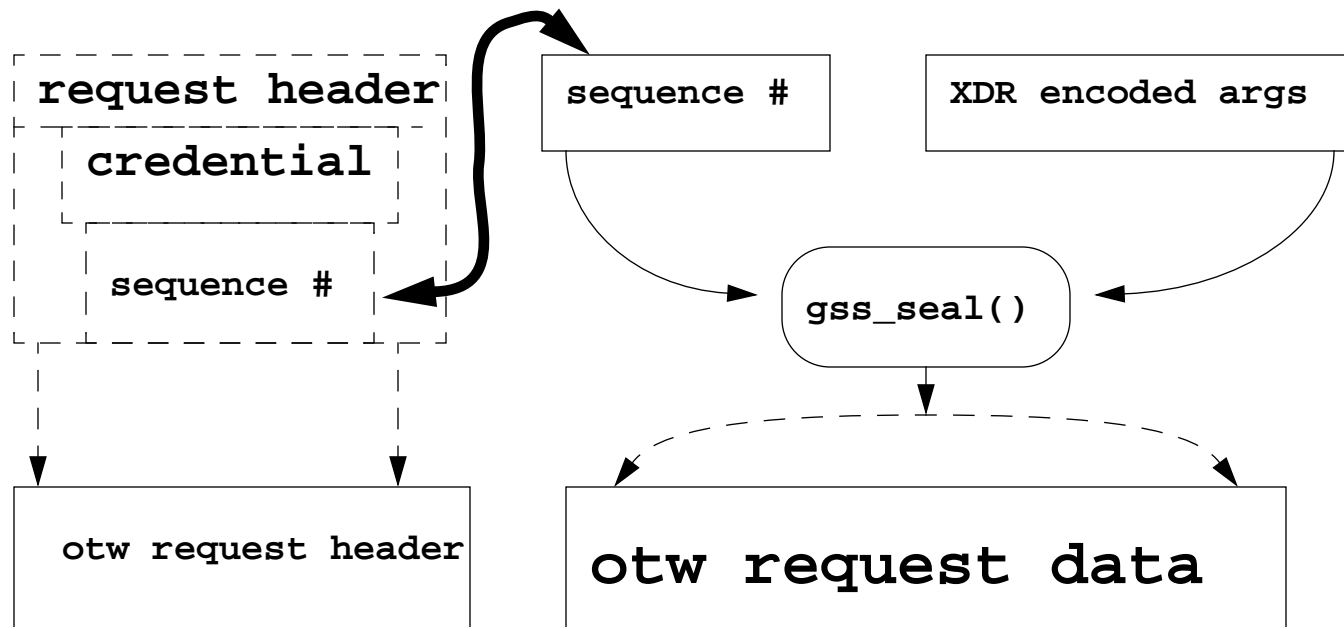 request header
credential
sequence #
sequence #
XDR encoded args
gss_seal()
otw request header
otw request data